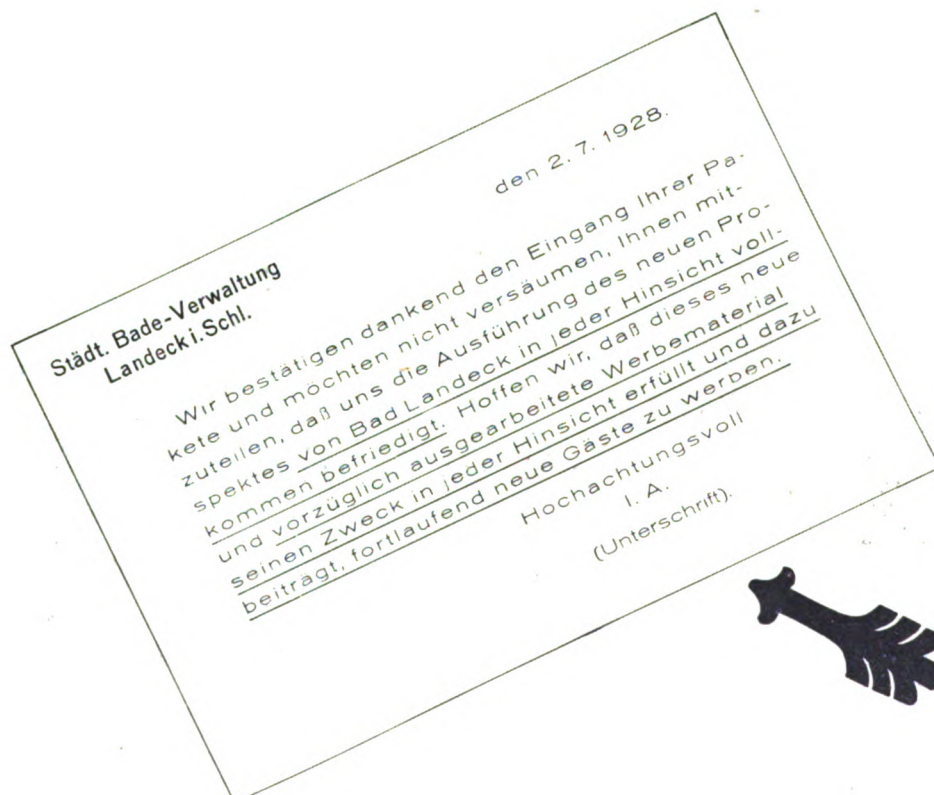 Städt. Bade-Verwaltung
Landeck i. Schl.
den 2. 7. 1928.
Wir bestätigen dankend den Eingang Ihrer Pa-
kete und möchten nicht versäumen, Ihnen mit-
zuteilen, daß uns die Ausführung des neuen Pro-
spektes von Bad Landeck in jeder Hinsicht voll-
kommen befriedigt. Hoffen wir, daß dieses neue
und vorzüglich ausgearbeitete Werbematerial
seinen Zweck in jeder Hinsicht erfüllt und dazu
beiträgt, fortlaufend neue Gäste zu werben.
Hochachtungsvoll
I. A.
(Unterschrift).